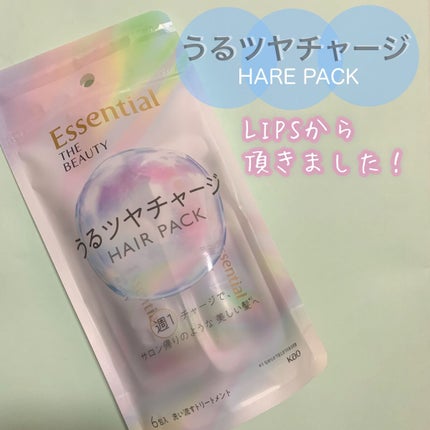 うるツヤチャージ
HARE PACK
LIPSから
頂きました！
Essential
THE
BEAUTY
うるツヤチャージ
HAIR PACK
週1 チャージで、
サロン帰りのような 美しい髪へ
Essential
6包入 洗い流すトリートメント
Kao